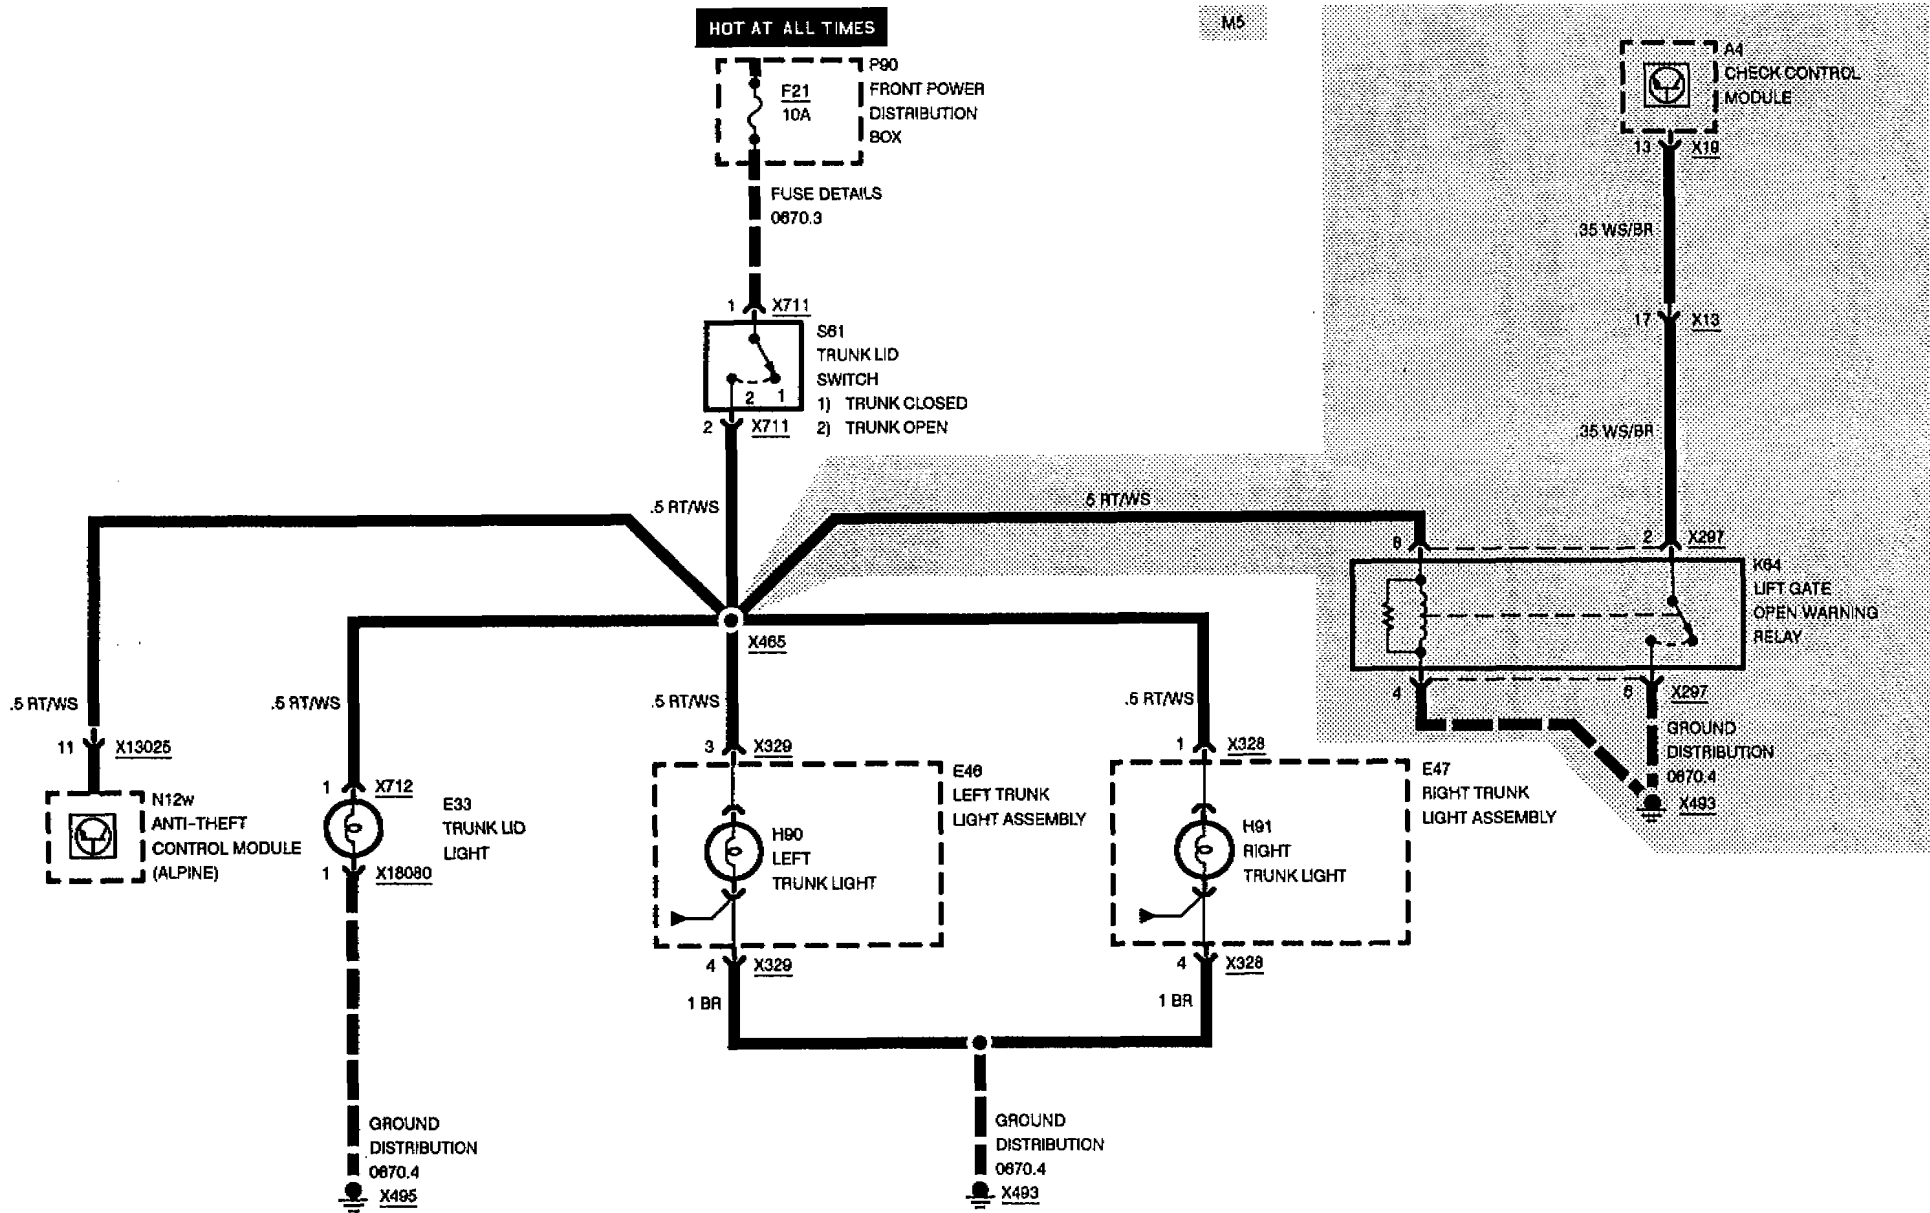 HOT AT ALL TIMES
M5
F21
10A
P90
FRONT POWER
DISTRIBUTION
BOX
A4
CHECK CONTROL
MODULE
13 X19
FUSE DETAILS
0670.3
.35 WS/BR
1 X711
17 X13
S61
TRUNK LID
SWITCH
1) TRUNK CLOSED
2) TRUNK OPEN
2 1
2 X711
.35 WS/BR
.5 RT/WS
.5 RT/WS
8 2 X297
K64
LIFT GATE
OPEN WARNING
RELAY
X465
4 6 X297
.5 RT/WS
.5 RT/WS
.5 RT/WS
.5 RT/WS
GROUND
DISTRIBUTION
0670.4
X493
11 X13025
3 X329
1 X328
1 X712
N12w
ANTI-THEFT
CONTROL MODULE
(ALPINE)
E33
TRUNK LID
LIGHT
1 X18080
E46
LEFT TRUNK
LIGHT ASSEMBLY
H90
LEFT
TRUNK LIGHT
E47
RIGHT TRUNK
LIGHT ASSEMBLY
H91
RIGHT
TRUNK LIGHT
4 X329
4 X328
1 BR
1 BR
GROUND
DISTRIBUTION
0670.4
X495
GROUND
DISTRIBUTION
0670.4
X493